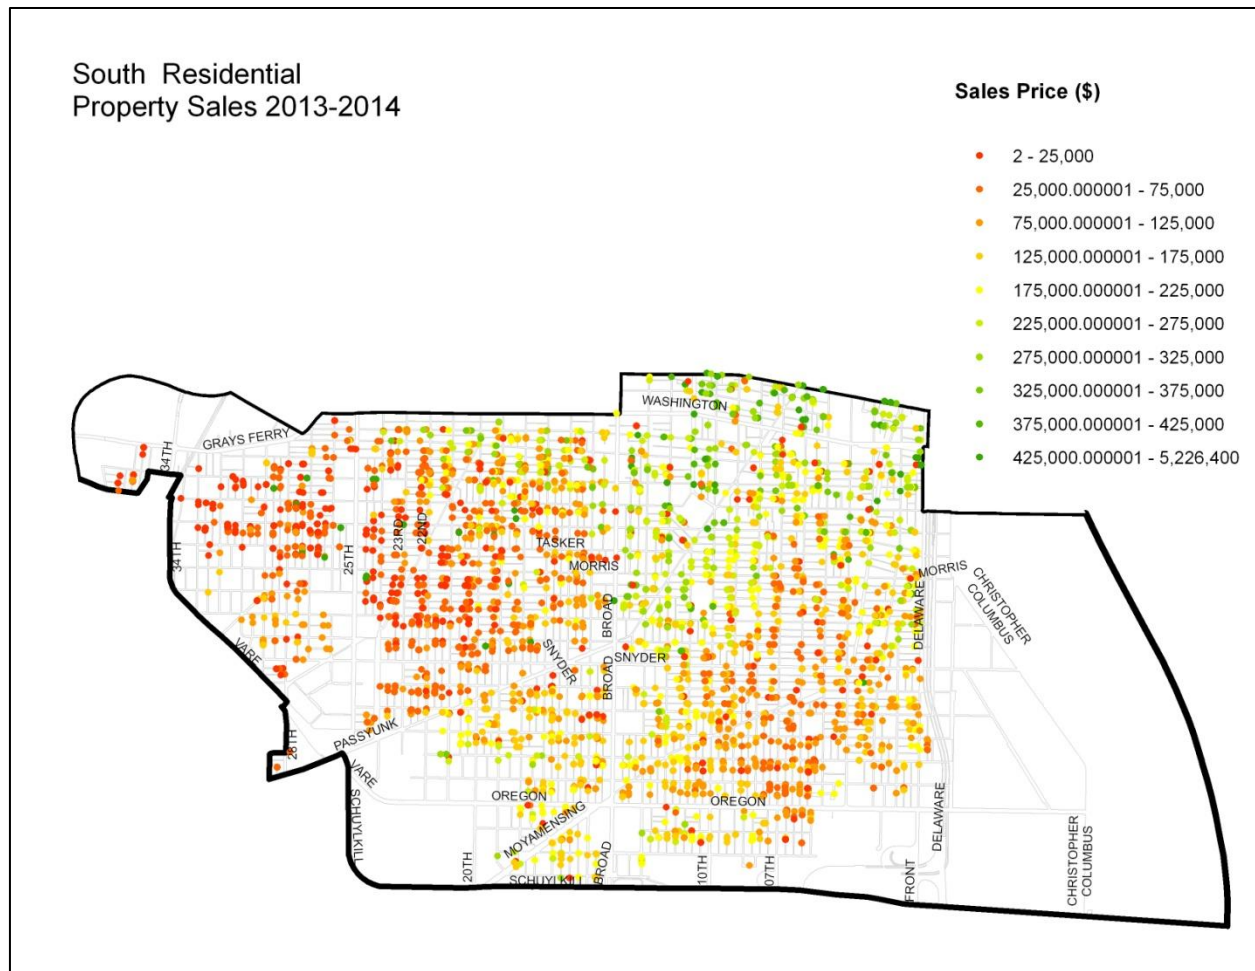 South Residential
Property Sales 2013-2014
Sales Price ($)
2 - 25,000
25,000.000001 - 75,000
75,000.000001 - 125,000
125,000.000001 - 175,000
175,000.000001 - 225,000
225,000.000001 - 275,000
275,000.000001 - 325,000
325,000.000001 - 375,000
375,000.000001 - 425,000
425,000.000001 - 5,226,400
WASHINGTON
GRAYS FERRY
34TH
23RD
22ND
TASKER
25TH
34TH
MORRIS
MORRIS
CHRISTOPHER
COLUMBUS
BROAD
DELAWARE
VARE
SNYDER
SNYDER
BROAD
28TH
PASSYUNK
VARE
OREGON
OREGON
SCHUYLKILL
MOYAMENSING
DELAWARE
20TH
BROAD
10TH
07TH
FRONT
CHRISTOPHER
COLUMBUS
SCHUYLKILL